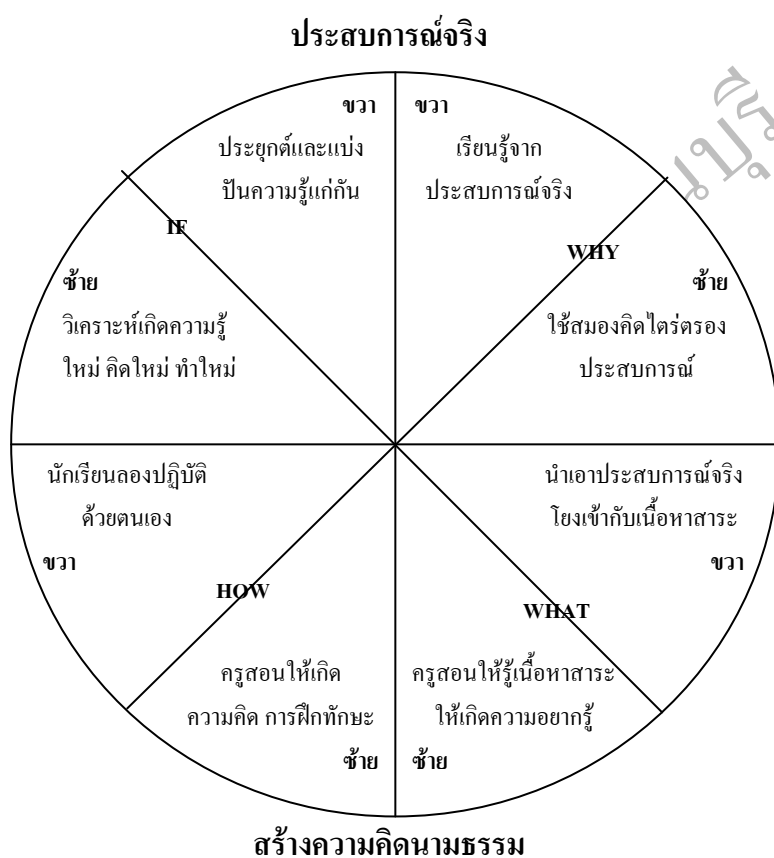 ประสบการณ์จริง
ขวา
ประยุกต์และแบ่ง
ปันความรู้แก่กัน
IF
ขวา
เรียนรู้จาก
ประสบการณ์จริง
WHY
ซ้าย
วิเคราะห์เกิดความรู้
ใหม่ คิดใหม่ ทำใหม่
ซ้าย
ใช้สมองคิดไตร่ตรอง
ประสบการณ์
นักเรียนลองปฏิบัติ
ด้วยตนเอง
ขวา
HOW
นำเอาประสบการณ์จริง
โยงเข้ากับเนื้อหาสาระ
ขวา
WHAT
ครูสอนให้เกิด
ความคิด การฝึกทักษะ
ซ้าย
ครูสอนให้รู้เนื้อหาสาระ
ให้เกิดความอยากรู้
ซ้าย
สร้างความคิดนามธรรม